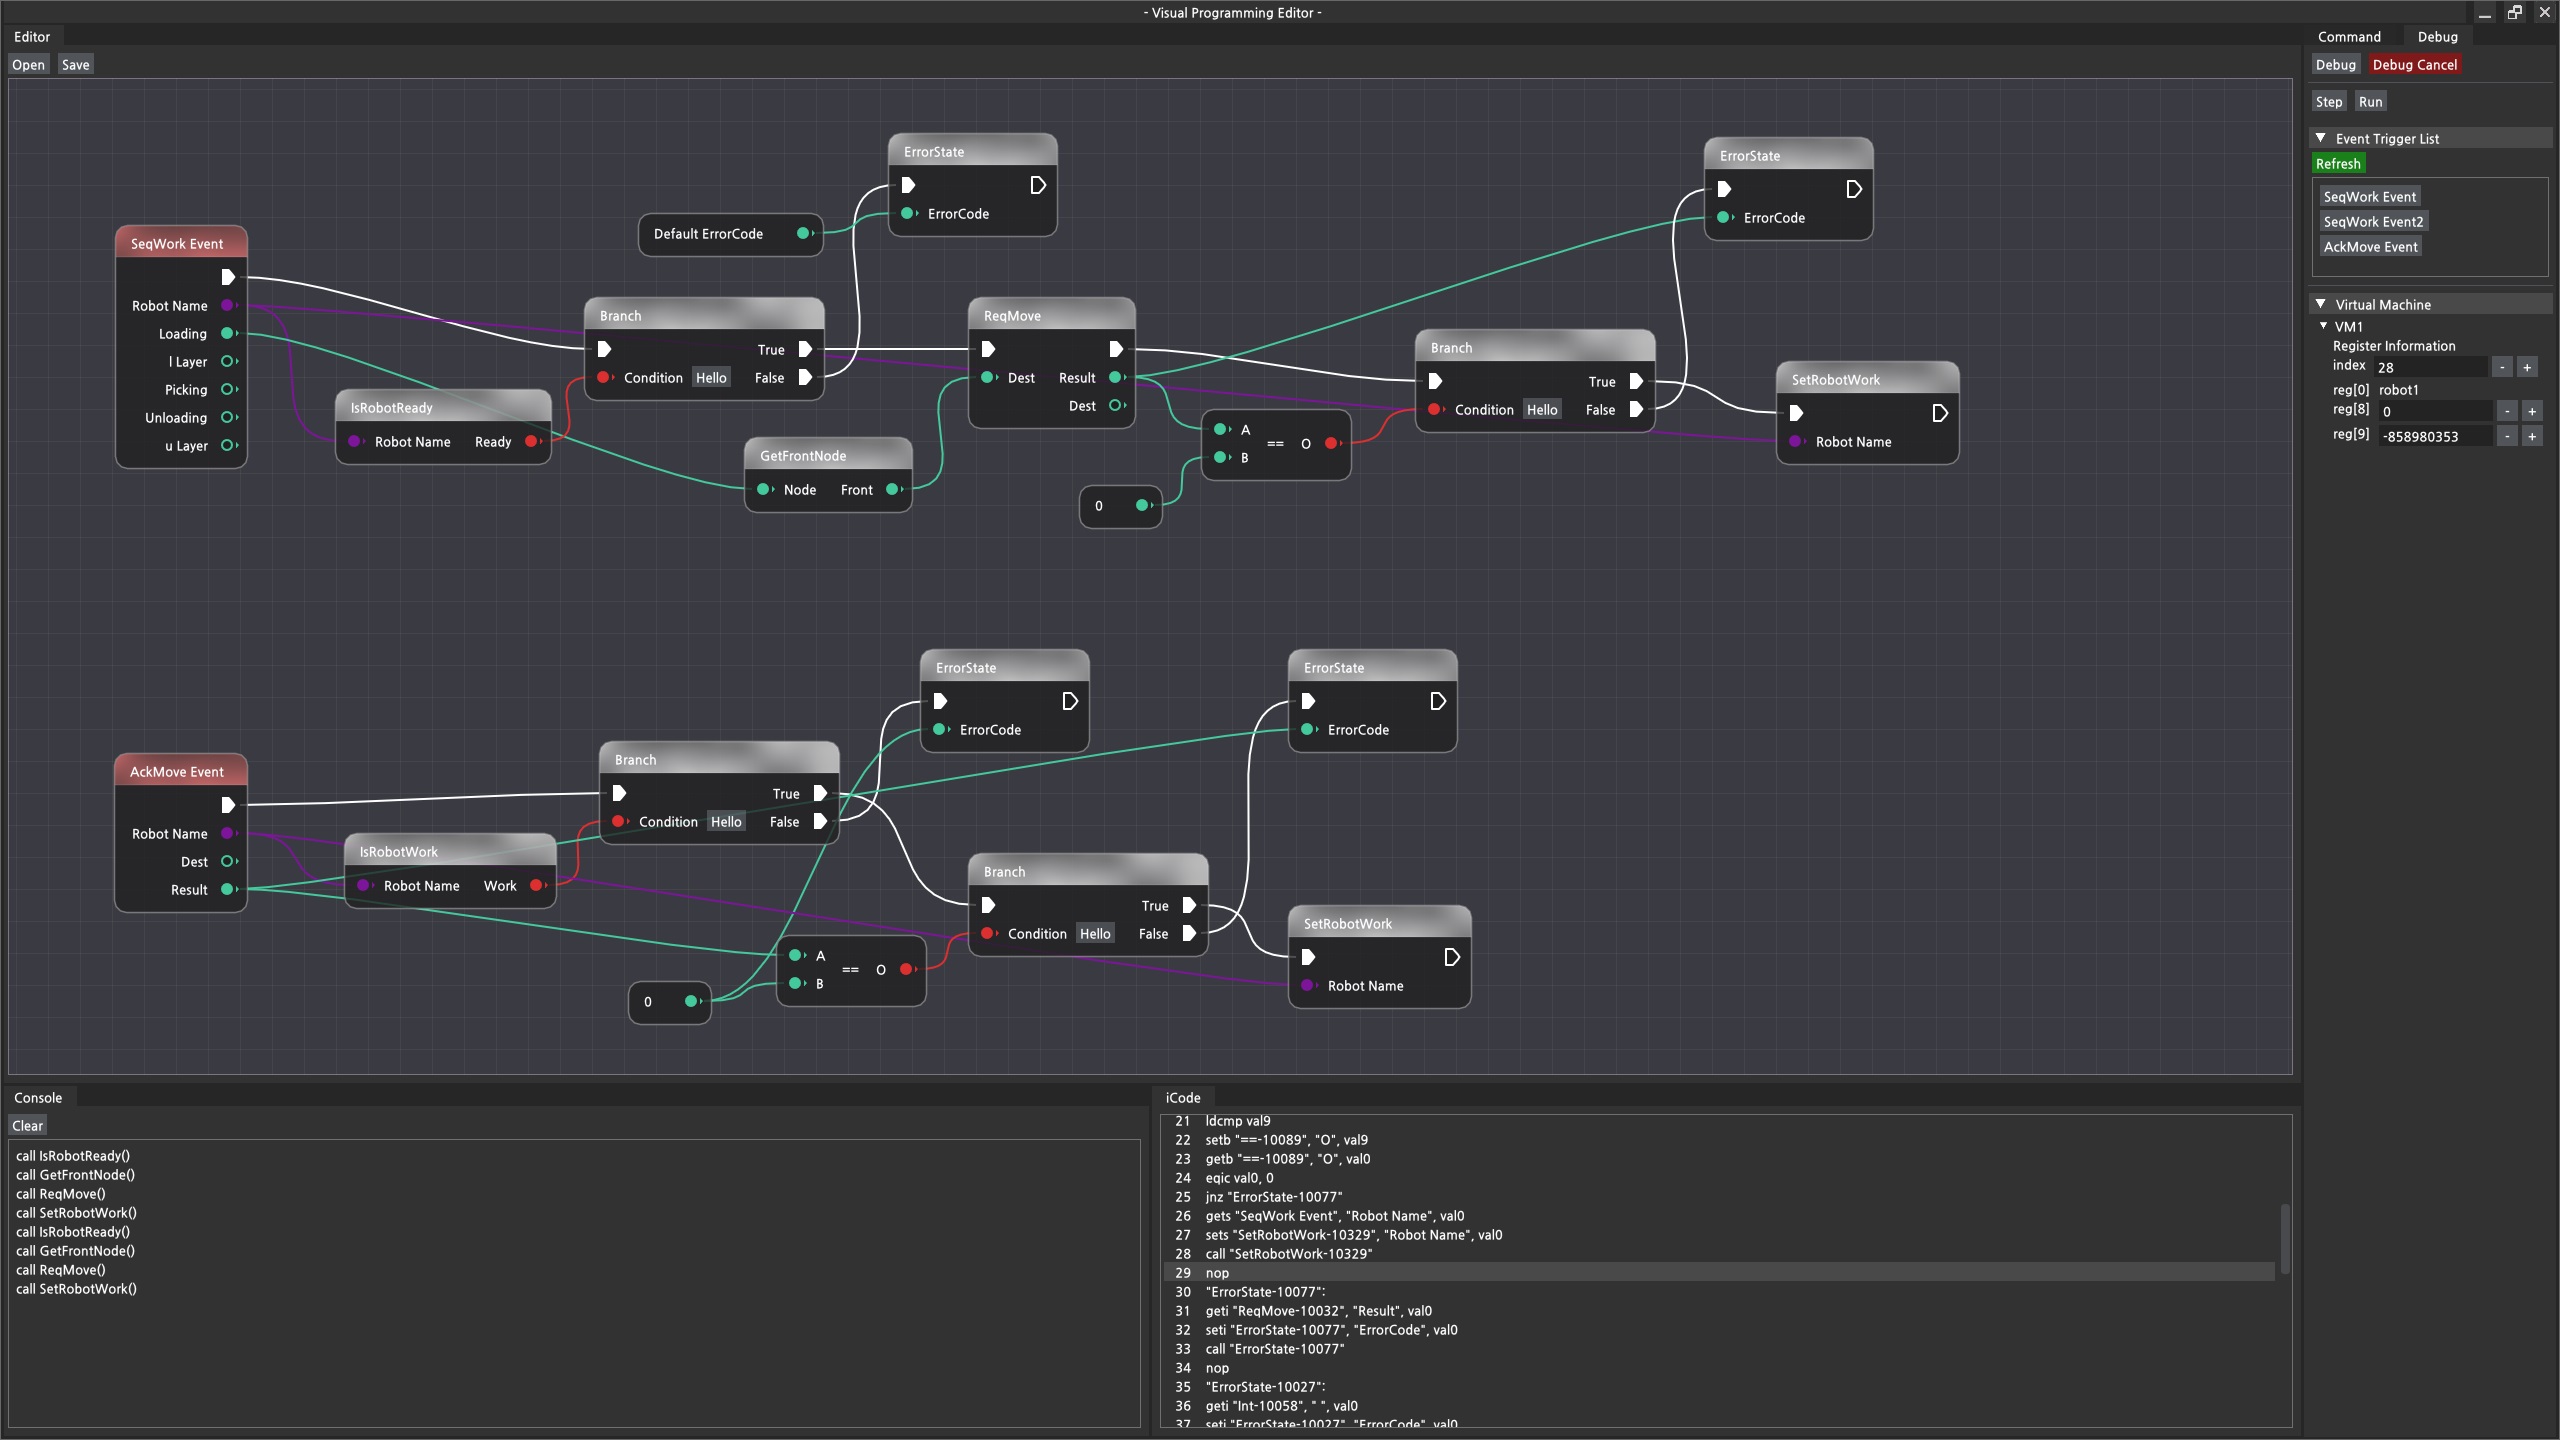 - Visual Programming Editor -
Editor
Open Save
SeqWork Event
Robot Name
Loading
l Layer
Picking
Unloading
u Layer
IsRobotReady
Robot Name Ready
Default ErrorCode
ErrorState
ErrorCode
Branch
True
Condition Hello False
GetFrontNode
Node Front
ReqMove
Dest Result
Dest
A
== O
B
0
Branch
True
Condition Hello False
ErrorState
ErrorCode
SetRobotWork
Robot Name
AckMove Event
Robot Name
Dest
Result
IsRobotWork
Robot Name Work
Branch
True
Condition Hello False
ErrorState
ErrorCode
0
A
== O
B
Branch
True
Condition Hello False
ErrorState
ErrorCode
SetRobotWork
Robot Name
Command Debug
Debug Debug Cancel
Step Run
Event Trigger List
Refresh
SeqWork Event
SeqWork Event2
AckMove Event
Virtual Machine
VM1
Register Information
index 28 - +
reg[0] robot1
reg[8] 0 - +
reg[9] -858980353 - +
Console
Clear
call IsRobotReady()
call GetFrontNode()
call ReqMove()
call SetRobotWork()
call IsRobotReady()
call GetFrontNode()
call ReqMove()
call SetRobotWork()
iCode
21 ldcmp val9
22 setb "==-10089", "O", val9
23 getb "==-10089", "O", val0
24 eqic val0, 0
25 jnz "ErrorState-10077"
26 gets "SeqWork Event", "Robot Name", val0
27 sets "SetRobotWork-10329", "Robot Name", val0
28 call "SetRobotWork-10329"
29 nop
30 "ErrorState-10077":
31 geti "ReqMove-10032", "Result", val0
32 seti "ErrorState-10077", "ErrorCode", val0
33 call "ErrorState-10077"
34 nop
35 "ErrorState-10027":
36 geti "Int-10058", " ", val0
37 seti "ErrorState-10027", "ErrorCode", val0